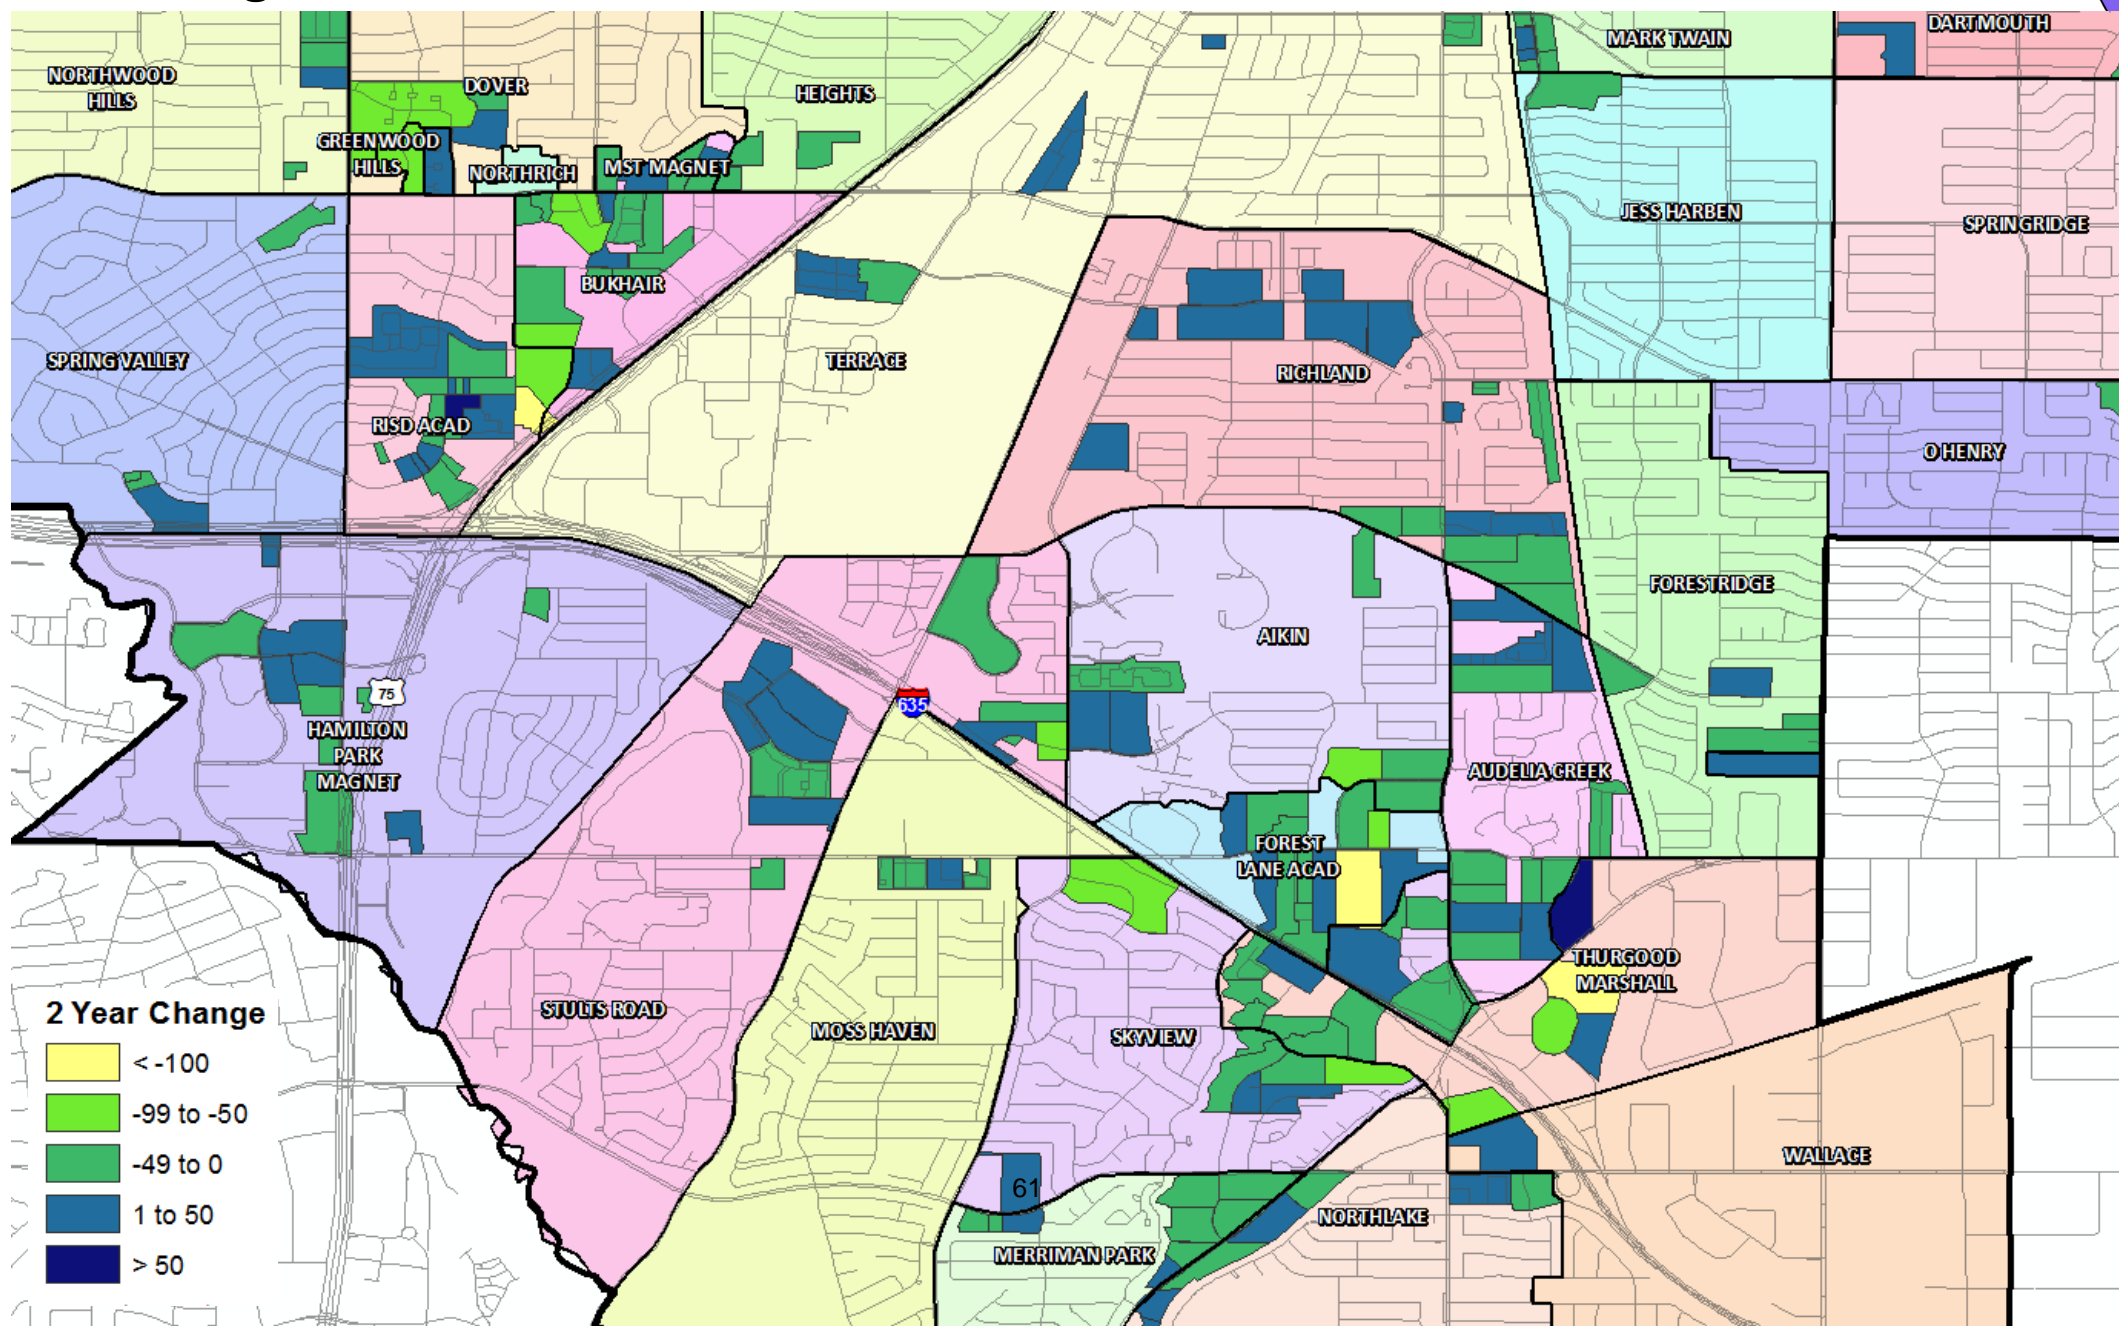 DARTMOUTH
MARK TWAIN
NORTHWOOD
HILLS
DOVER
HEIGHTS
GREENWOOD
HILLS
NORTHRICH
MST MAGNET
JESS HARBEN
SPRINGRIDGE
BUKHAIR
SPRING VALLEY
TERRACE
RICHLAND
RISD ACAD
O HENRY
FORESTRIDGE
AIKIN
75
635
HAMILTON
PARK
MAGNET
AUDELIA CREEK
FOREST
LANE ACAD
THURGOOD
MARSHALL
STULTS ROAD
MOSS HAVEN
SKYVIEW
WALLACE
61
NORTHLAKE
MERRIMAN PARK
2 Year Change
< -100
-99 to -50
-49 to 0
1 to 50
> 50